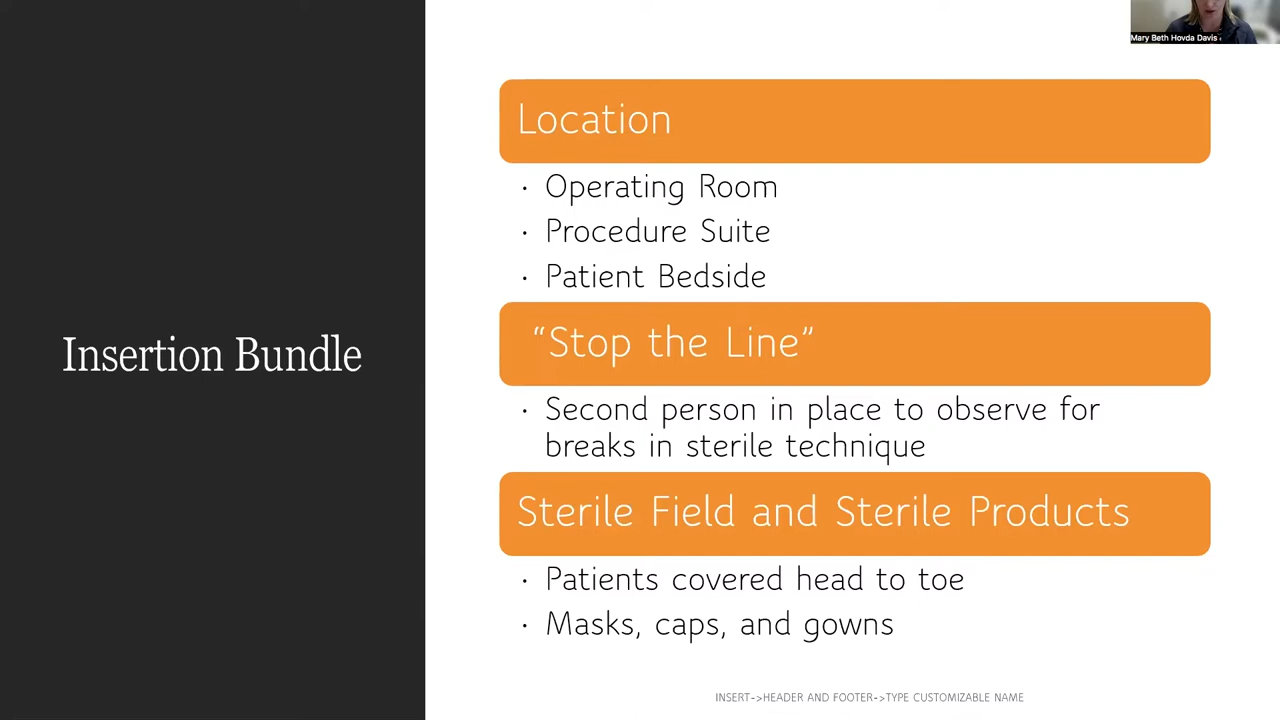 Mary Beth Hovda Davis
Location
· Operating Room
· Procedure Suite
· Patient Bedside
Insertion Bundle
“Stop the Line”
· Second person in place to observe for
breaks in sterile technique
Sterile Field and Sterile Products
· Patients covered head to toe
· Masks, caps, and gowns
INSERT->HEADER AND FOOTER->TYPE CUSTOMIZABLE NAME